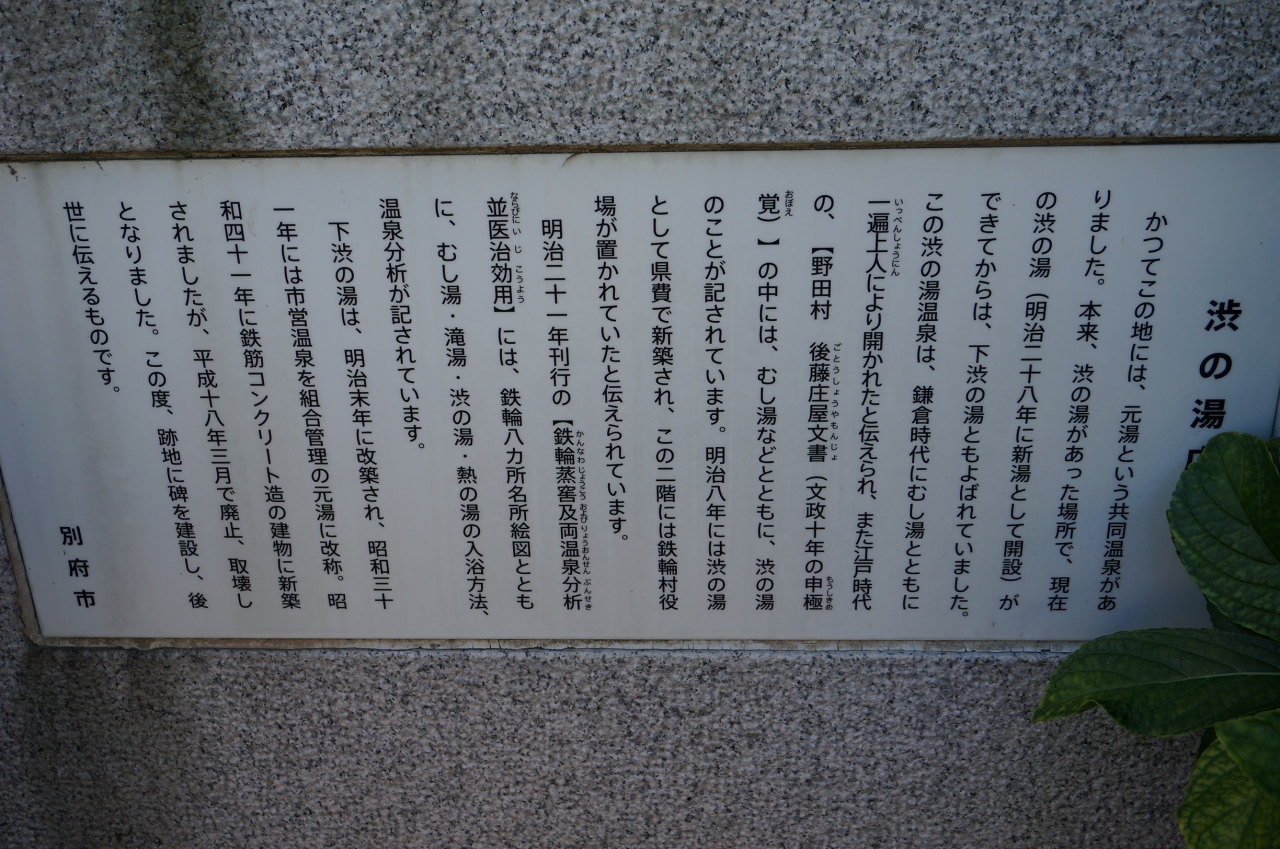 渋の湯
かつてこの地には、元湯という共同温泉があ
りました。本来、渋の湯があった場所で、現在
の渋の湯（明治二十八年に新湯として開設）が
できてからは、下渋の湯ともよばれていました。
この渋の湯温泉は、鎌倉時代にむし湯とともに
一遍上人により開かれたと伝えられ、また江戸時代
の、【野田村　後藤庄屋文書（文政十年の申極
覚）】の中には、むし湯などとともに、渋の湯
のことが記されています。明治八年には渋の湯
として県費で新築され、この二階には鉄輪村役
場が置かれていたと伝えられています。
明治二十一年刊行の【鉄輪蒸窖及両温泉分析
並医治効用】には、鉄輪八カ所名所絵図ととも
に、むし湯・滝湯・渋の湯・熱の湯の入浴方法、
温泉分析が記されています。
下渋の湯は、明治末年に改築され、昭和三十
一年には市営温泉を組合管理の元湯に改称。昭
和四十一年に鉄筋コンクリート造の建物に新築
されましたが、平成十八年三月で廃止、取壊し
となりました。この度、跡地に碑を建設し、後
世に伝えるものです。
別府市